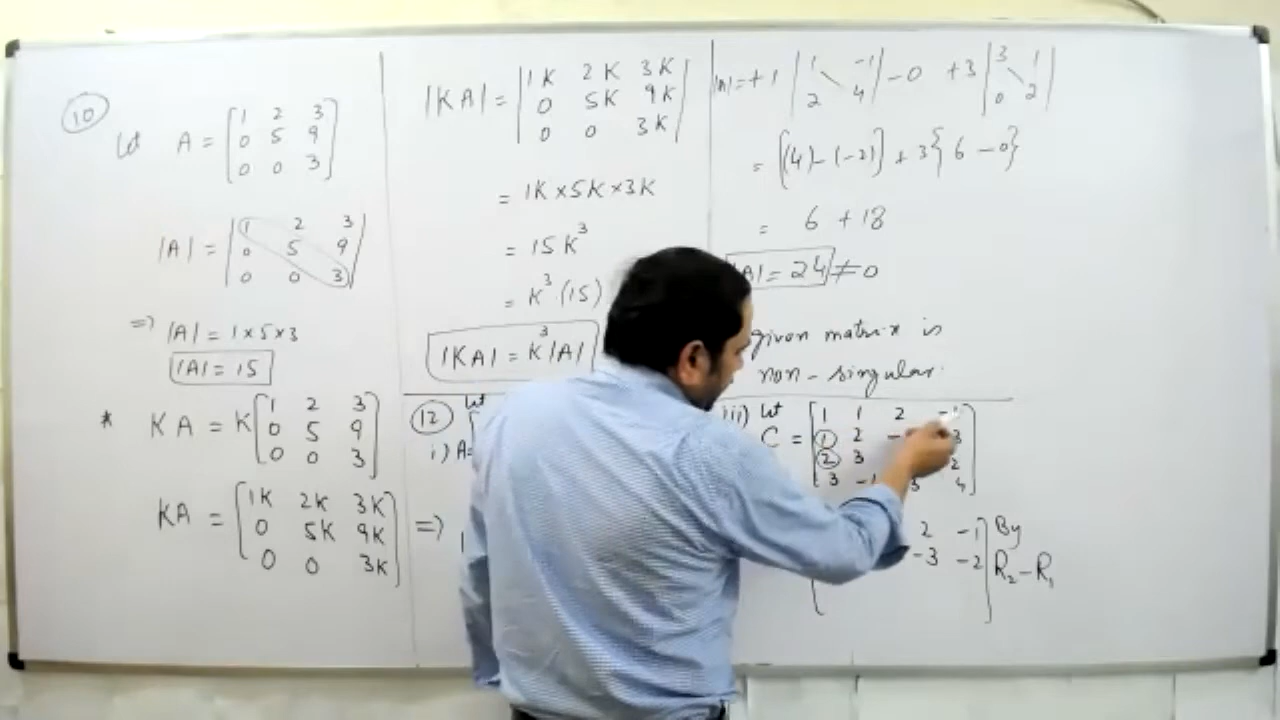 10
Let A = [1 2 3
0 5 9
0 0 3]
|A| = |1 2 3
0 5 9
0 0 3|
=> |A| = 1 x 5 x 3
|A| = 15
* KA = K [1 2 3
0 5 9
0 0 3]
KA = [1K 2K 3K
0 5K 9K
0 0 3K] =>
|KA| = |1K 2K 3K
0 5K 9K
0 0 3K|
= 1K x 5K x 3K
= 15 K³
= K³ (15)
|KA| = K³ |A|
12 Let
i) A=
= +1 |1 -1
2 4| - 0 + 3 |3 1
0 2|
= [(4) - (-2)] + 3{6 - 0}
= 6 + 18
|A| = 24 ≠ 0
given matrix is
non-singular.
iii) Let
C = [1 1 2 -1
1 2 - 3
2 3 2
3 -1 3 4]
2 -1 By
-3 -2 R₂-R₁